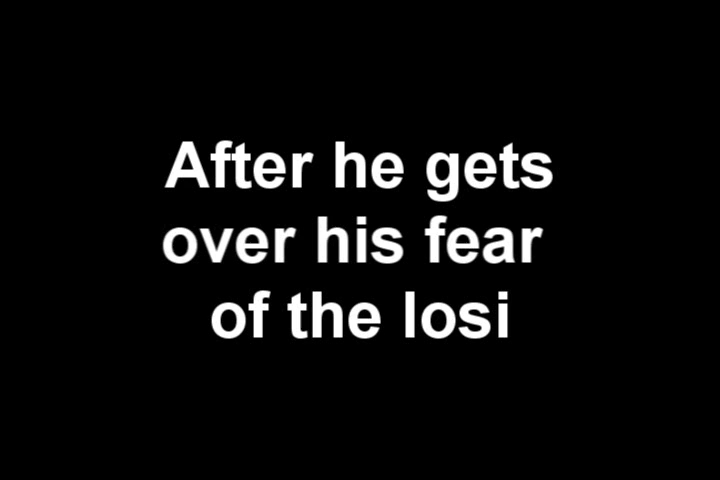 After he gets
over his fear
of the losi